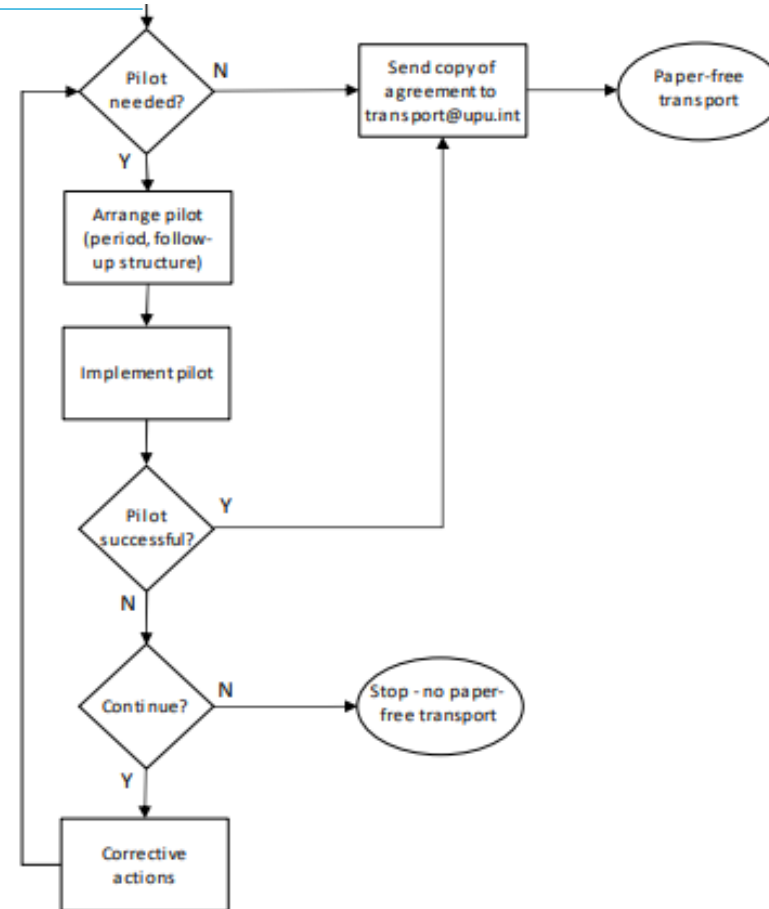 Pilot
needed?
N
Send copy of
agreement to
transport@upu.int
Paper-free
transport
Y
Arrange pilot
(period, follow-
up structure)
Implement pilot
Pilot
successful?
Y
N
Continue?
N
Stop - no paper-
free transport
Y
Corrective
actions